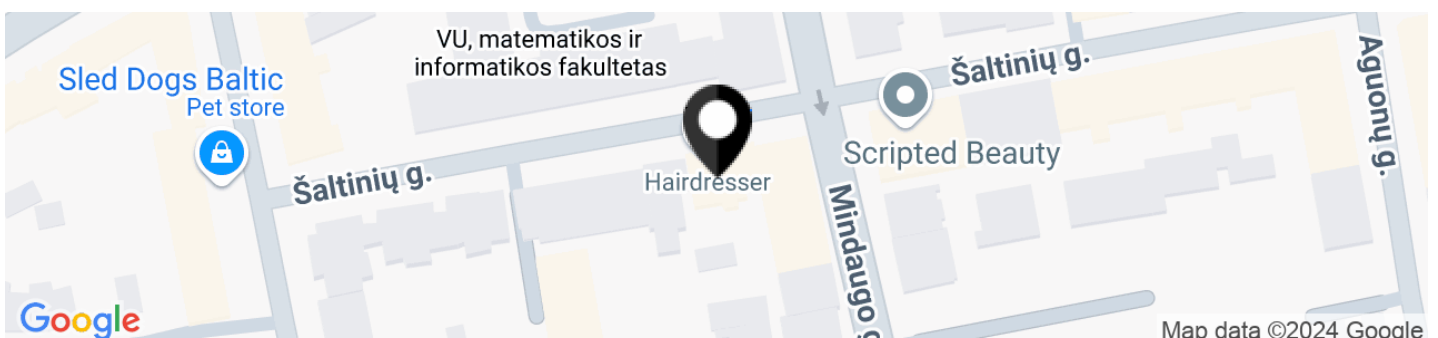 VU, matematikos ir
informatikos fakultetas
Sled Dogs Baltic
Pet store
Šaltinių g.
Aguonų g.
Scripted Beauty
Hairdresser
Šaltinių g.
Mindaugo g
Google
Map data ©2024 Google